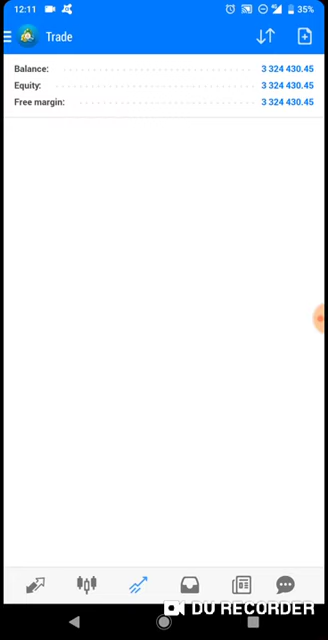 12:11 35%
Trade
Balance: 3 324 430.45
Equity: 3 324 430.45
Free margin: 3 324 430.45
DU RECORDER